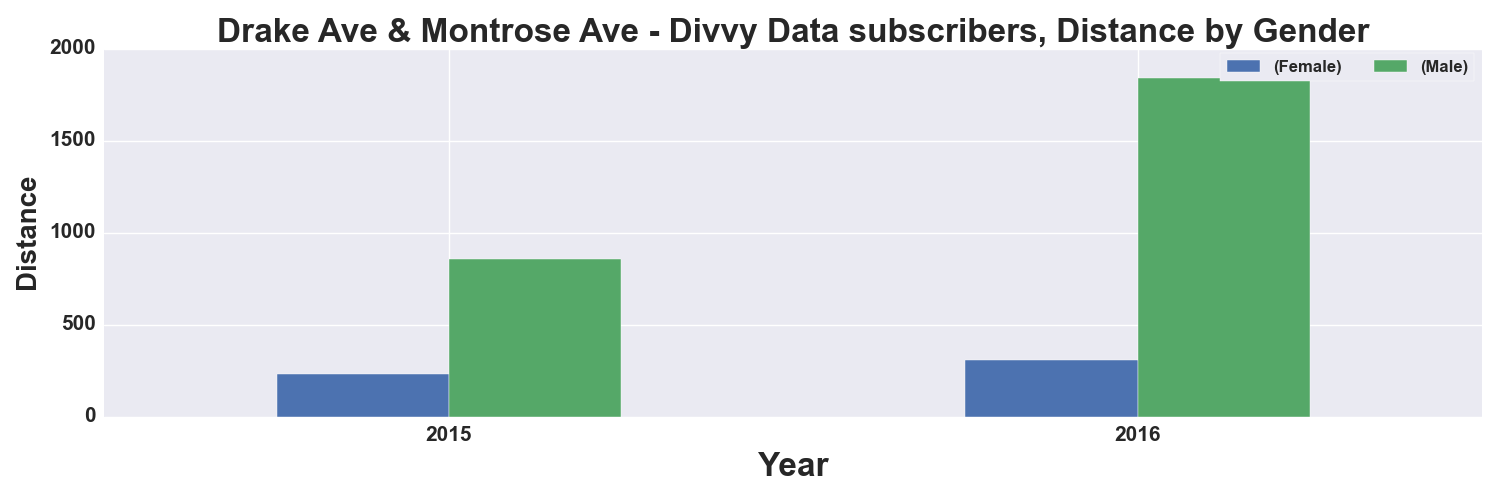 Drake Ave & Montrose Ave - Divvy Data subscribers, Distance by Gender
(Female) (Male)
Distance
2000
1500
1000
500
0
2015 2016
Year